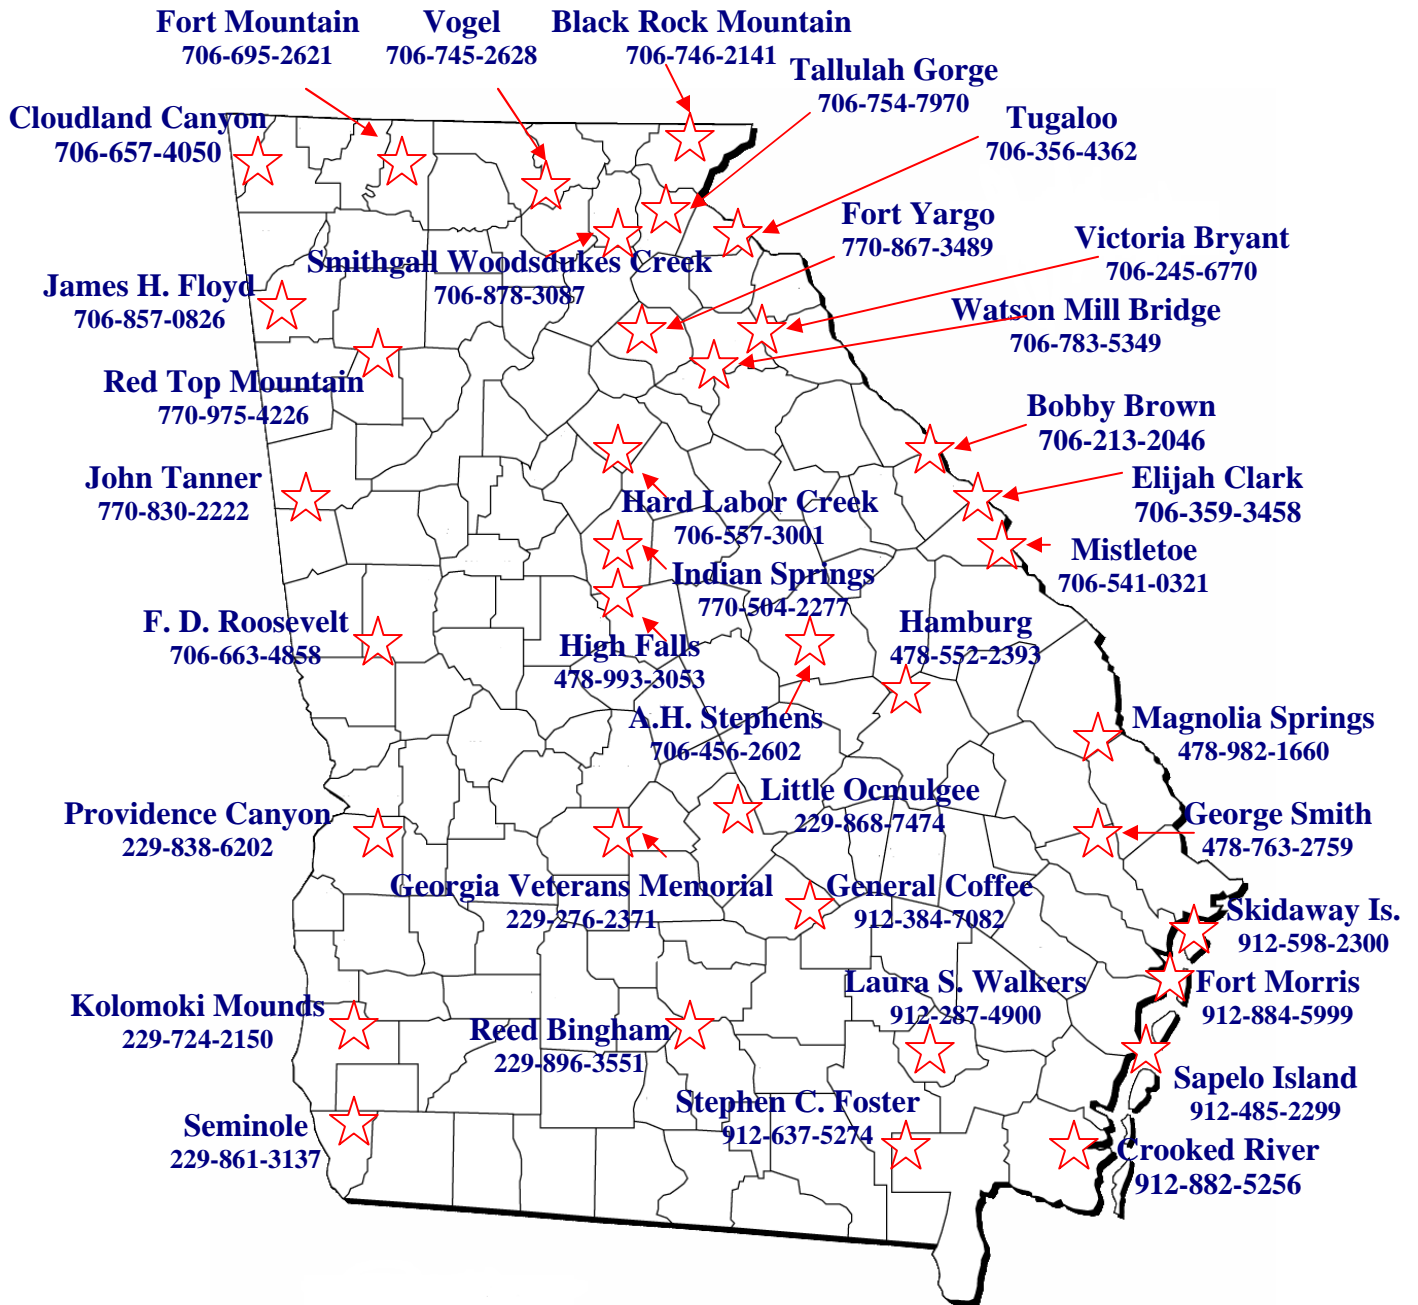 Fort Mountain
706-695-2621
Vogel
706-745-2628
Black Rock Mountain
706-746-2141
Tallulah Gorge
706-754-7970
Cloudland Canyon
706-657-4050
Tugaloo
706-356-4362
Fort Yargo
770-867-3489
Victoria Bryant
706-245-6770
Smithgall Woodsdukes Creek
706-878-3087
James H. Floyd
706-857-0826
Watson Mill Bridge
706-783-5349
Red Top Mountain
770-975-4226
Bobby Brown
706-213-2046
John Tanner
770-830-2222
Elijah Clark
706-359-3458
Hard Labor Creek
706-557-3001
Mistletoe
706-541-0321
Indian Springs
770-504-2277
F. D. Roosevelt
706-663-4858
Hamburg
478-552-2393
High Falls
478-993-3053
A.H. Stephens
706-456-2602
Magnolia Springs
478-982-1660
Little Ocmulgee
229-868-7474
Providence Canyon
229-838-6202
George Smith
478-763-2759
Georgia Veterans Memorial
229-276-2371
General Coffee
912-384-7082
Skidaway Is.
912-598-2300
Laura S. Walkers
912-287-4900
Fort Morris
912-884-5999
Kolomoki Mounds
229-724-2150
Reed Bingham
229-896-3551
Sapelo Island
912-485-2299
Stephen C. Foster
912-637-5274
Seminole
229-861-3137
Crooked River
912-882-5256